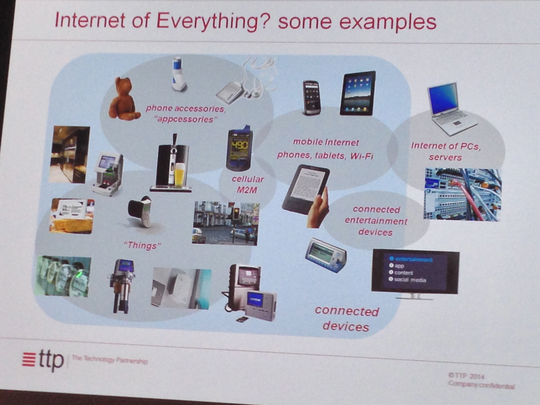 Internet of Everything? some examples
phone accessories,
"appcessories"
mobile Internet
phones, tablets, Wi-Fi
Internet of PCs,
servers
cellular
M2M
connected
entertainment
devices
"Things"
entertainment
app
content
social media
connected
devices
ttp
The Technology Partnership
©TTP 2014
Company confidential